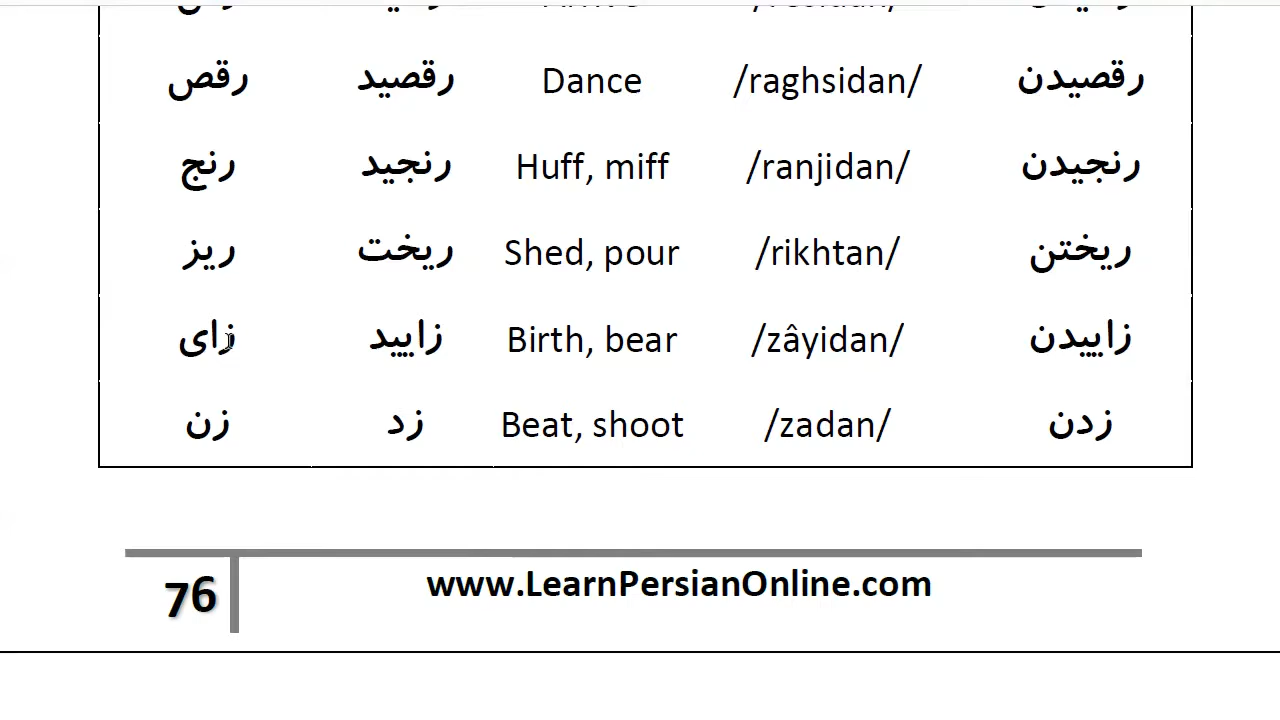 رقص رقصید Dance /raghsidan/ رقصیدن
رنج رنجید Huff, miff /ranjidan/ رنجیدن
ریز ریخت Shed, pour /rikhtan/ ریختن
زای زایید Birth, bear /zâyidan/ زاییدن
زن زد Beat, shoot /zadan/ زدن
76 www.LearnPersianOnline.com